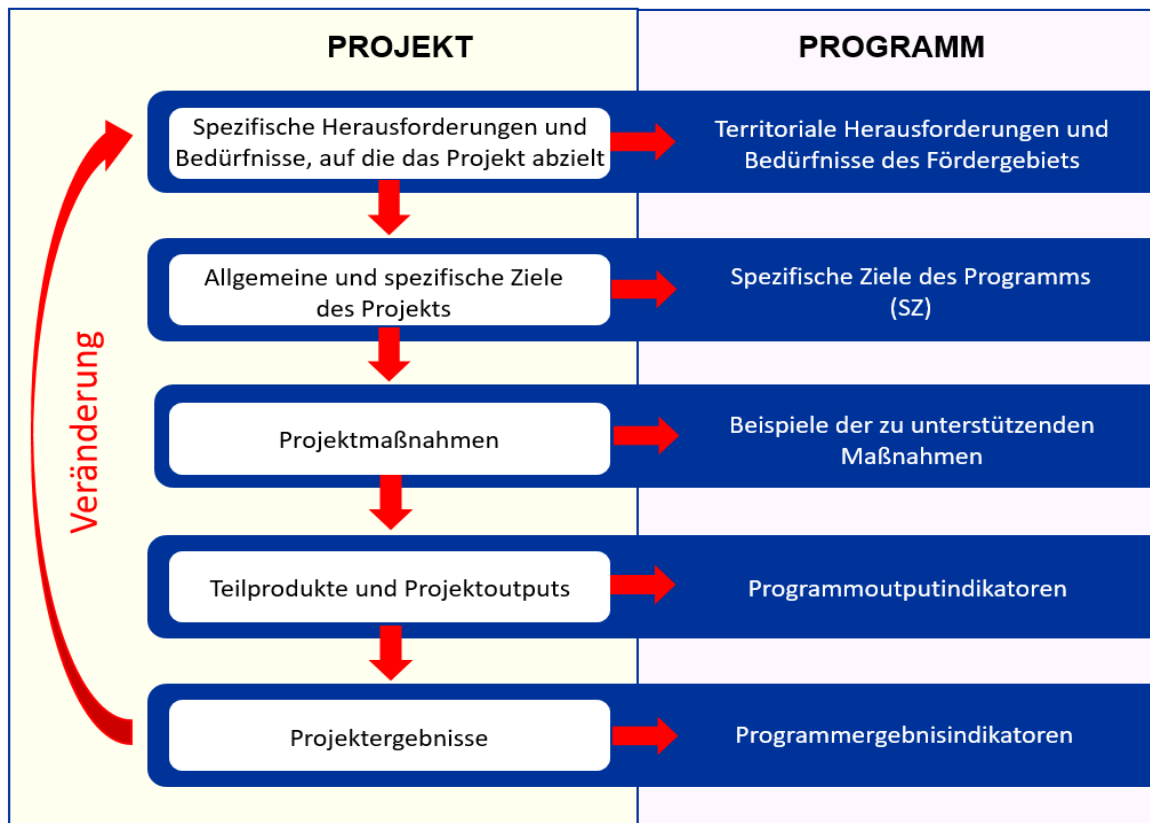 PROJEKT
PROGRAMM
Spezifische Herausforderungen und
Bedürfnisse, auf die das Projekt abzielt
Territoriale Herausforderungen und
Bedürfnisse des Fördergebiets
Allgemeine und spezifische Ziele
des Projekts
Spezifische Ziele des Programms
(SZ)
Projektmaßnahmen
Beispiele der zu unterstützenden
Maßnahmen
Teilprodukte und Projektoutputs
Programmoutputindikatoren
Projektergebnisse
Programmergebnisindikatoren
Veränderung